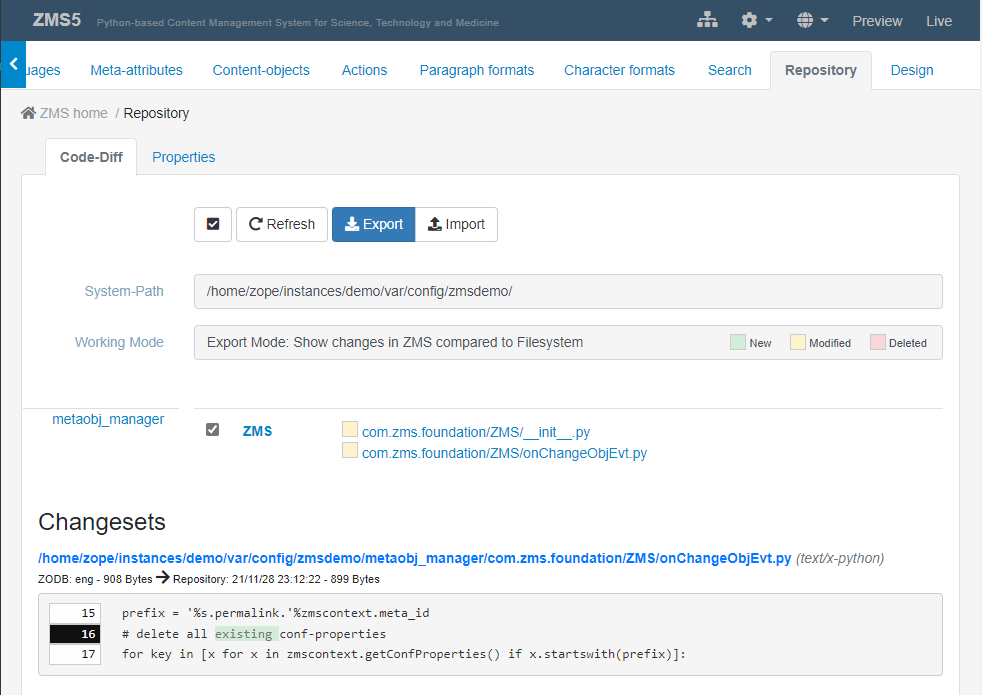 ZMS5 Python-based Content Management System for Science, Technology and Medicine Preview Live
uages Meta-attributes Content-objects Actions Paragraph formats Character formats Search Repository Design
ZMS home / Repository
Code-Diff Properties
Refresh Export Import
System-Path /home/zope/instances/demo/var/config/zmsdemo/
Working Mode Export Mode: Show changes in ZMS compared to Filesystem New Modified Deleted
metaobj_manager ZMS com.zms.foundation/ZMS/__init__.py
com.zms.foundation/ZMS/onChangeObjEvt.py
Changesets
/home/zope/instances/demo/var/config/zmsdemo/metaobj_manager/com.zms.foundation/ZMS/onChangeObjEvt.py (text/x-python)
ZODB: eng - 908 Bytes → Repository: 21/11/28 23:12:22 - 899 Bytes
15 prefix = '%s.permalink.'%zmscontext.meta_id
16 # delete all existing conf-properties
17 for key in [x for x in zmscontext.getConfProperties() if x.startswith(prefix)]: